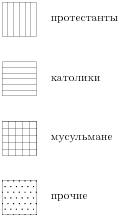 протестанты
католики
мусульмане
прочие